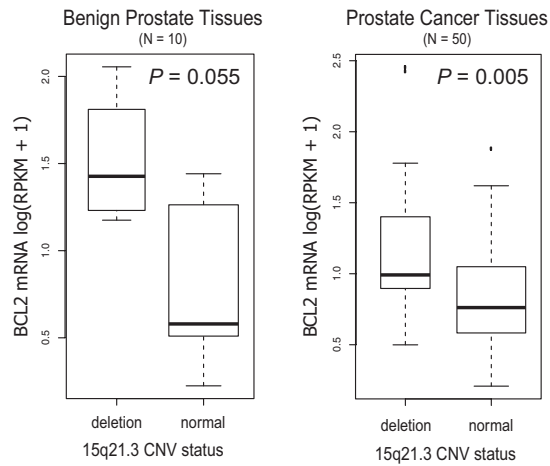 Benign Prostate Tissues
(N = 10)
P = 0.055
BCL2 mRNA log(RPKM + 1)
2.0
1.5
1.0
0.5
deletion normal
15q21.3 CNV status
Prostate Cancer Tissues
(N = 50)
P = 0.005
BCL2 mRNA log(RPKM + 1)
2.5
2.0
1.5
1.0
0.5
deletion normal
15q21.3 CNV status